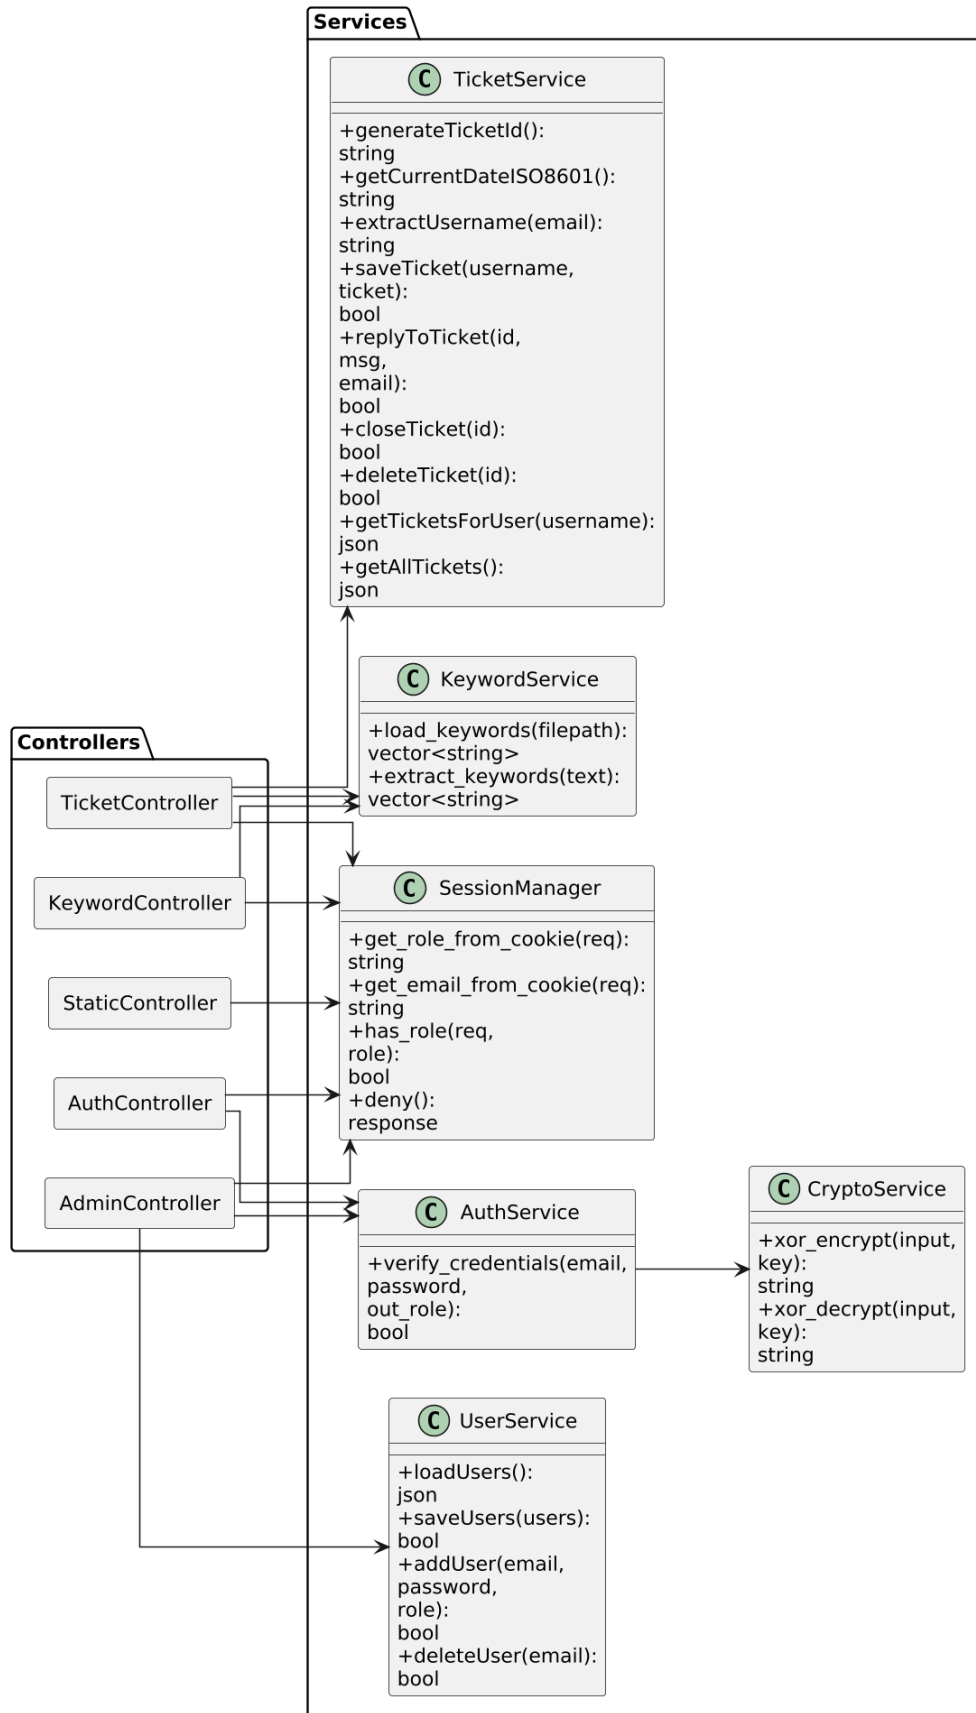 Services
C TicketService
+generateTicketId():
string
+getCurrentDateISO8601():
string
+extractUsername(email):
string
+saveTicket(username,
ticket):
bool
+replyToTicket(id,
msg,
email):
bool
+closeTicket(id):
bool
+deleteTicket(id):
bool
+getTicketsForUser(username):
json
+getAllTickets():
json
C KeywordService
+load_keywords(filepath):
vector<string>
+extract_keywords(text):
vector<string>
Controllers
TicketController
KeywordController
StaticController
AuthController
AdminController
C SessionManager
+get_role_from_cookie(req):
string
+get_email_from_cookie(req):
string
+has_role(req,
role):
bool
+deny():
response
C AuthService
+verify_credentials(email,
password,
out_role):
bool
C CryptoService
+xor_encrypt(input,
key):
string
+xor_decrypt(input,
key):
string
C UserService
+loadUsers():
json
+saveUsers(users):
bool
+addUser(email,
password,
role):
bool
+deleteUser(email):
bool